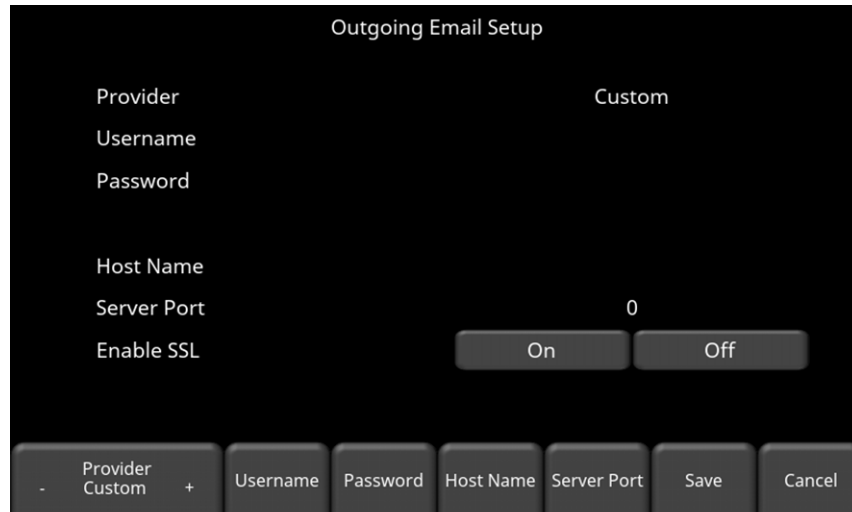 Outgoing Email Setup
Provider Custom
Username
Password
Host Name
Server Port 0
Enable SSL On Off
Provider
- Custom + Username Password Host Name Server Port Save Cancel